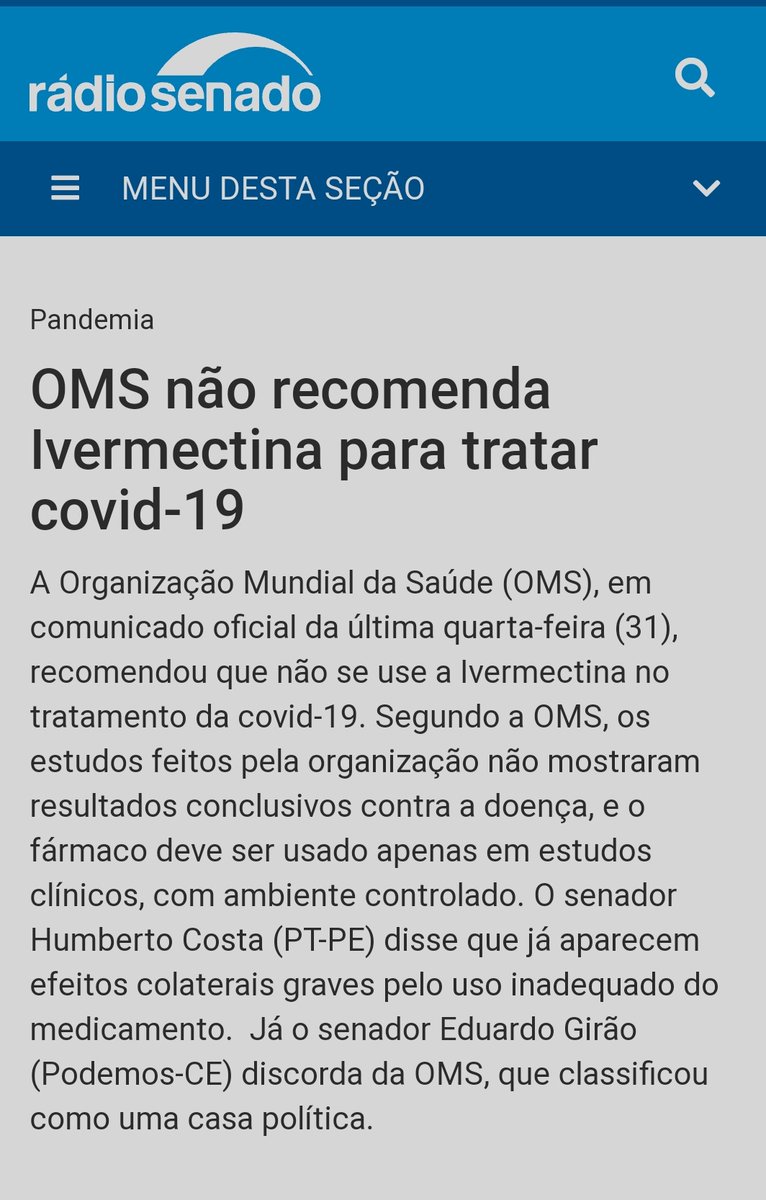 rádiosenado
MENU DESTA SEÇÃO
Pandemia
OMS não recomenda
Ivermectina para tratar
covid-19
A Organização Mundial da Saúde (OMS), em
comunicado oficial da última quarta-feira (31),
recomendou que não se use a Ivermectina no
tratamento da covid-19. Segundo a OMS, os
estudos feitos pela organização não mostraram
resultados conclusivos contra a doença, e o
fármaco deve ser usado apenas em estudos
clínicos, com ambiente controlado. O senador
Humberto Costa (PT-PE) disse que já aparecem
efeitos colaterais graves pelo uso inadequado do
medicamento.  Já o senador Eduardo Girão
(Podemos-CE) discorda da OMS, que classificou
como uma casa política.